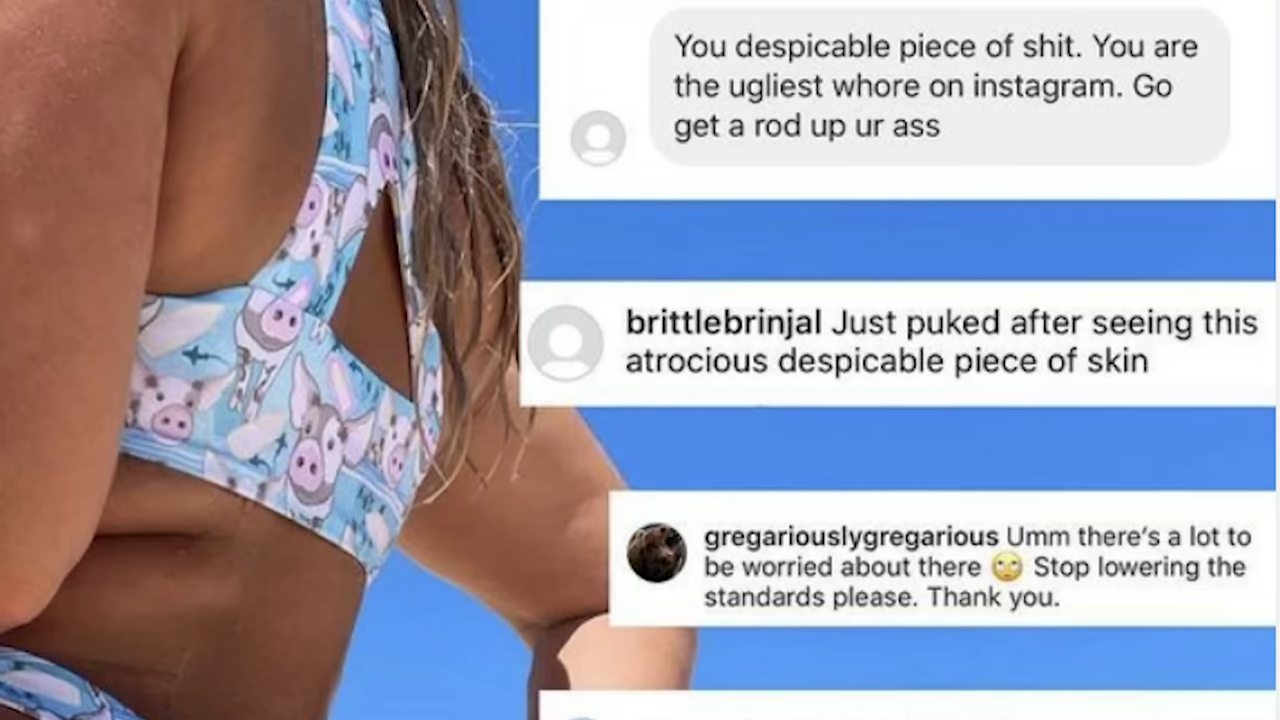 You despicable piece of shit. You are
the ugliest whore on instagram. Go
get a rod up ur ass
brittlebrinjal Just puked after seeing this
atrocious despicable piece of skin
gregariouslygregarious Umm there's a lot to
be worried about there 🙄 Stop lowering the
standards please. Thank you.